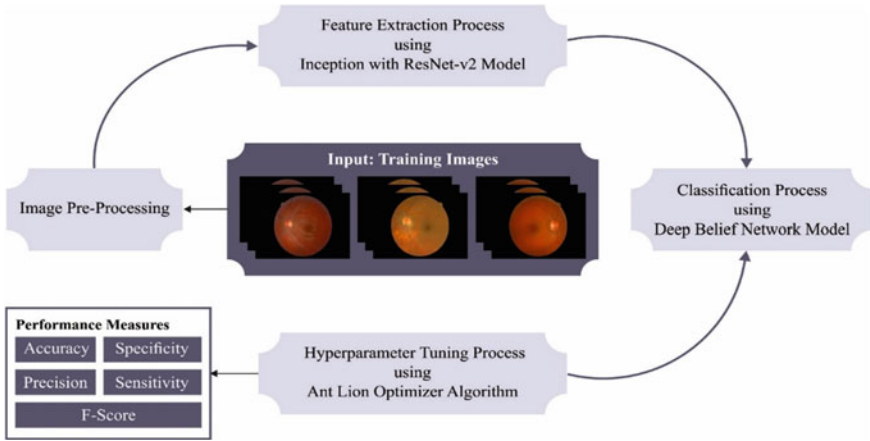 Feature Extraction Process
using
Inception with ResNet-v2 Model
Input: Training Images
Image Pre-Processing
Classification Process
using
Deep Belief Network Model
Performance Measures
Accuracy
Specificity
Precision
Sensitivity
F-Score
Hyperparameter Tuning Process
using
Ant Lion Optimizer Algorithm